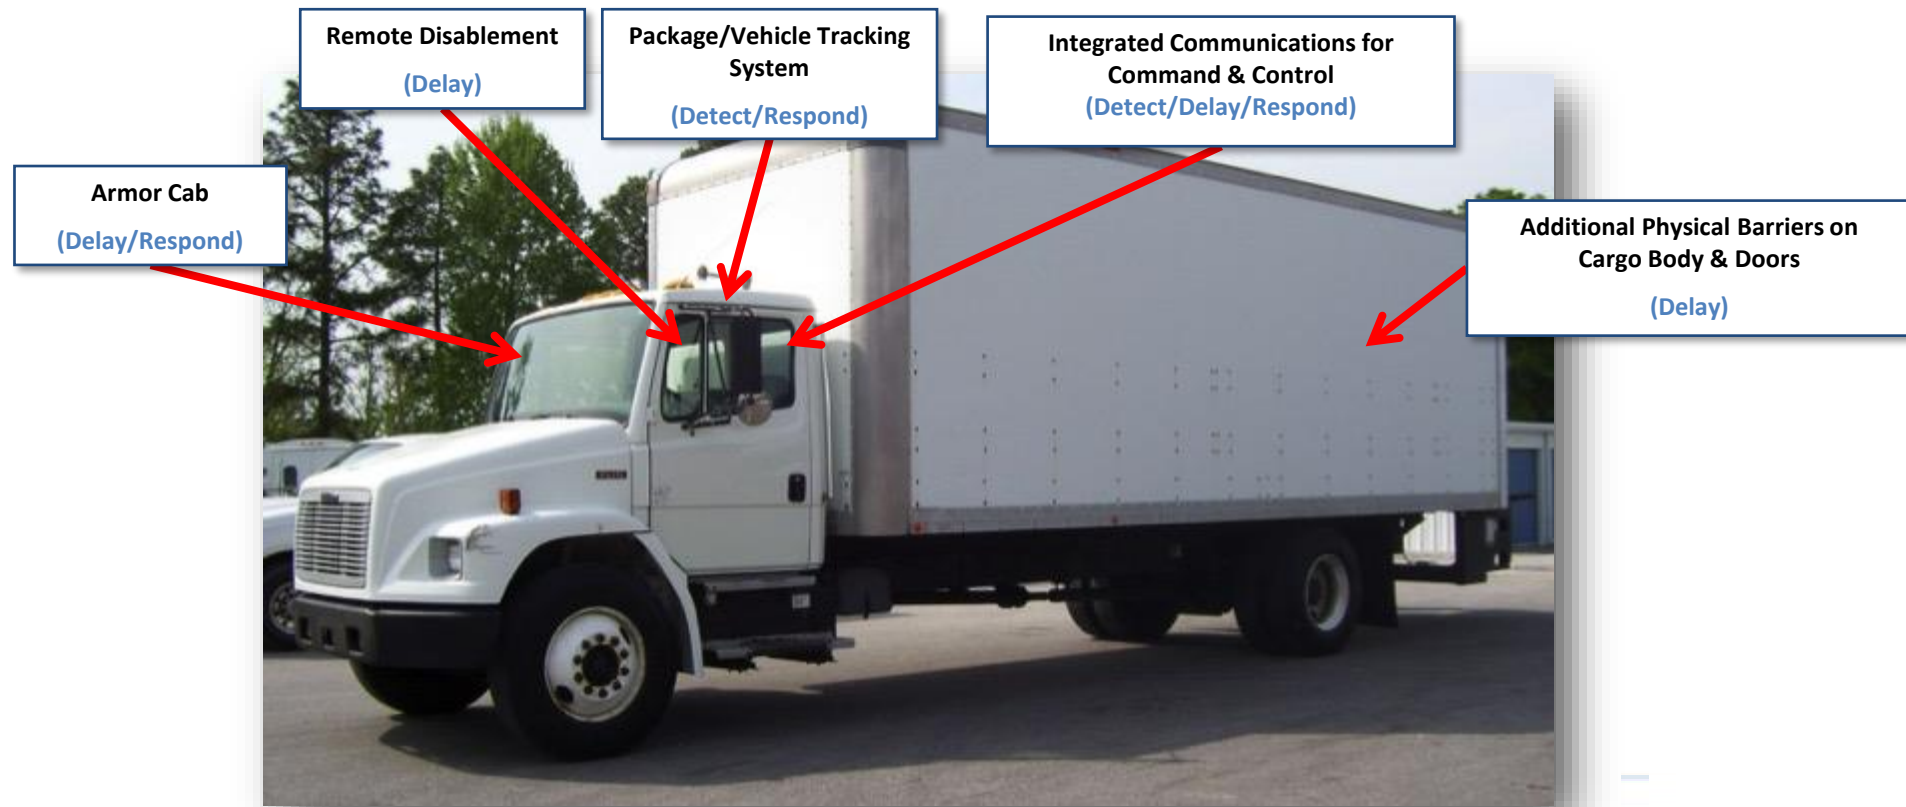 Remote Disablement
(Delay)
Package/Vehicle Tracking
System
(Detect/Respond)
Integrated Communications for
Command & Control
(Detect/Delay/Respond)
Armor Cab
(Delay/Respond)
Additional Physical Barriers on
Cargo Body & Doors
(Delay)